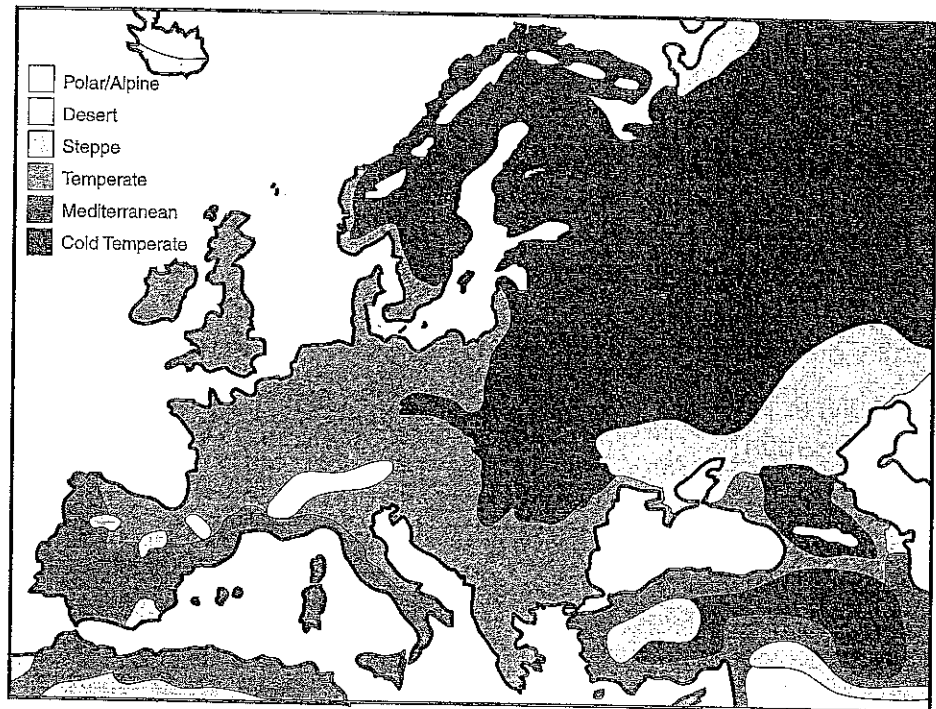 Polar/Alpine
Desert
Steppe
Temperate
Mediterranean
Cold Temperate